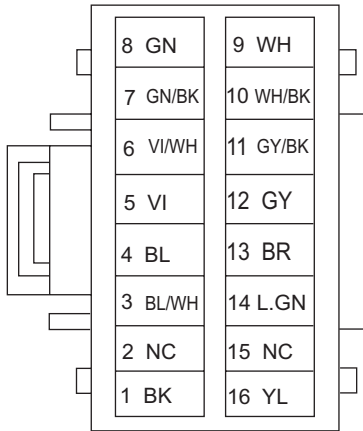 8 GN
9 WH
7 GN/BK
10 WH/BK
6 VI/WH
11 GY/BK
5 VI
12 GY
4 BL
13 BR
3 BL/WH
14 L.GN
2 NC
15 NC
1 BK
16 YL